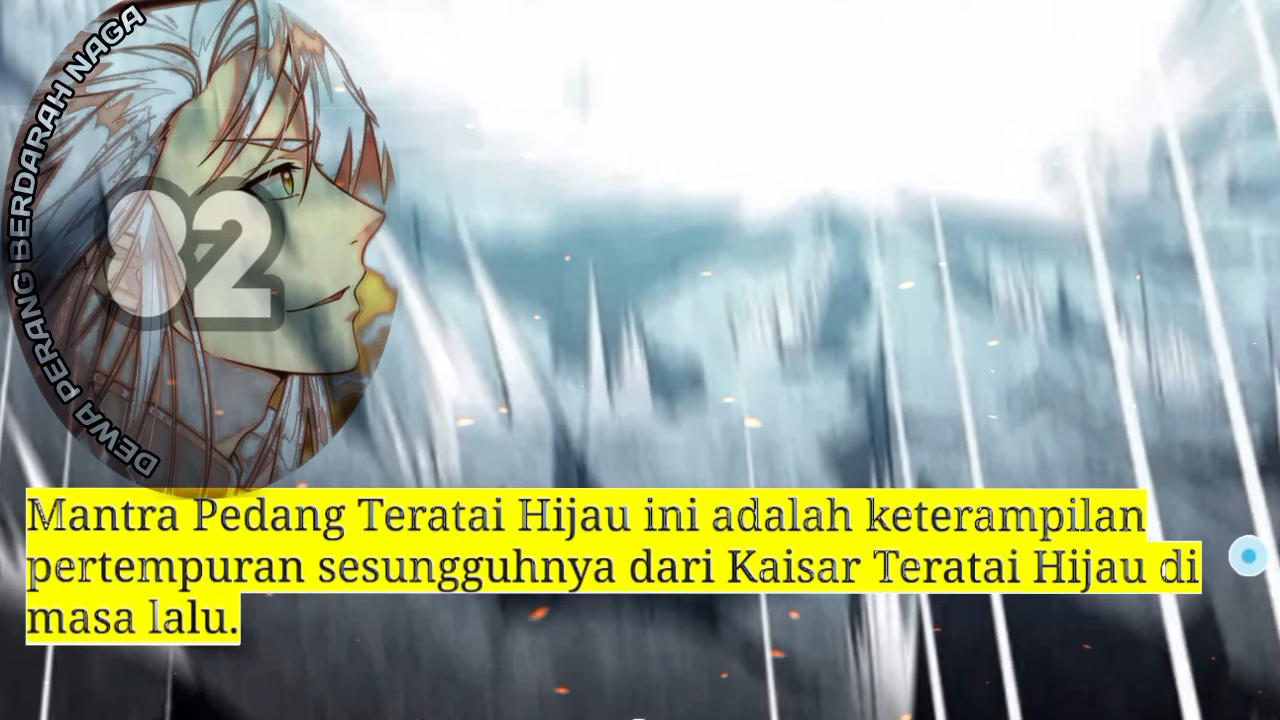 DEWA PERANG BERDARAH NAGA
82
Mantra Pedang Teratai Hijau ini adalah keterampilan
pertempuran sesungguhnya dari Kaisar Teratai Hijau di
masa lalu.